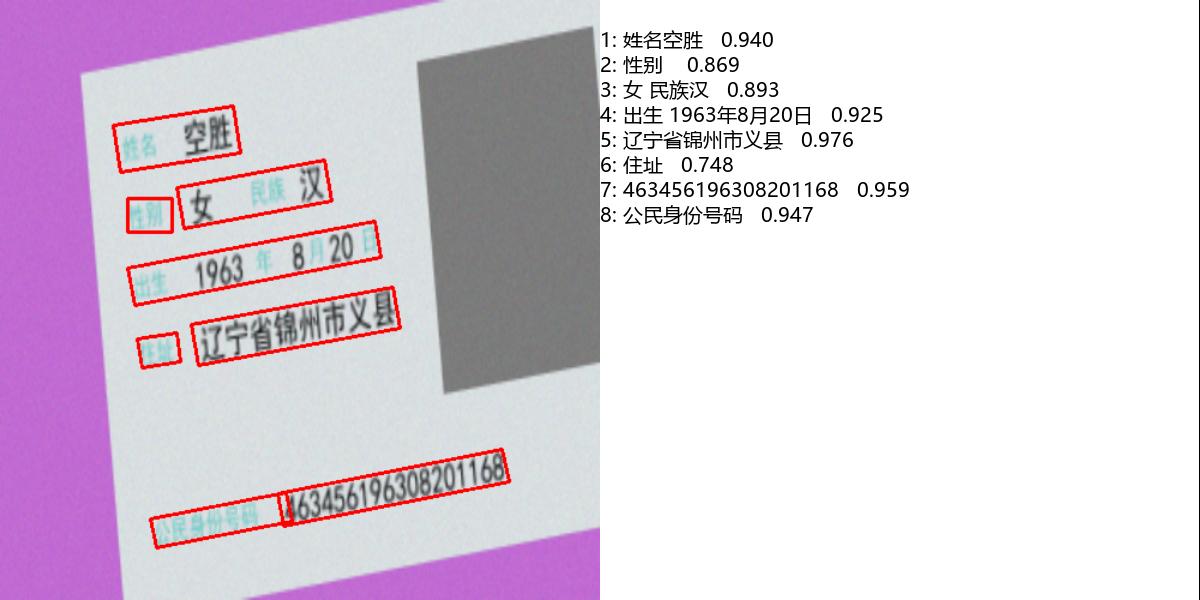 姓名 空胜
性别 女 民族 汉
出生 1963 年 8 月 20 日
住址 辽宁省锦州市义县
公民身份号码 463456196308201168
1: 姓名空胜 0.940
2: 性别 0.869
3: 女 民族汉 0.893
4: 出生 1963年8月20日 0.925
5: 辽宁省锦州市义县 0.976
6: 住址 0.748
7: 463456196308201168 0.959
8: 公民身份号码 0.947